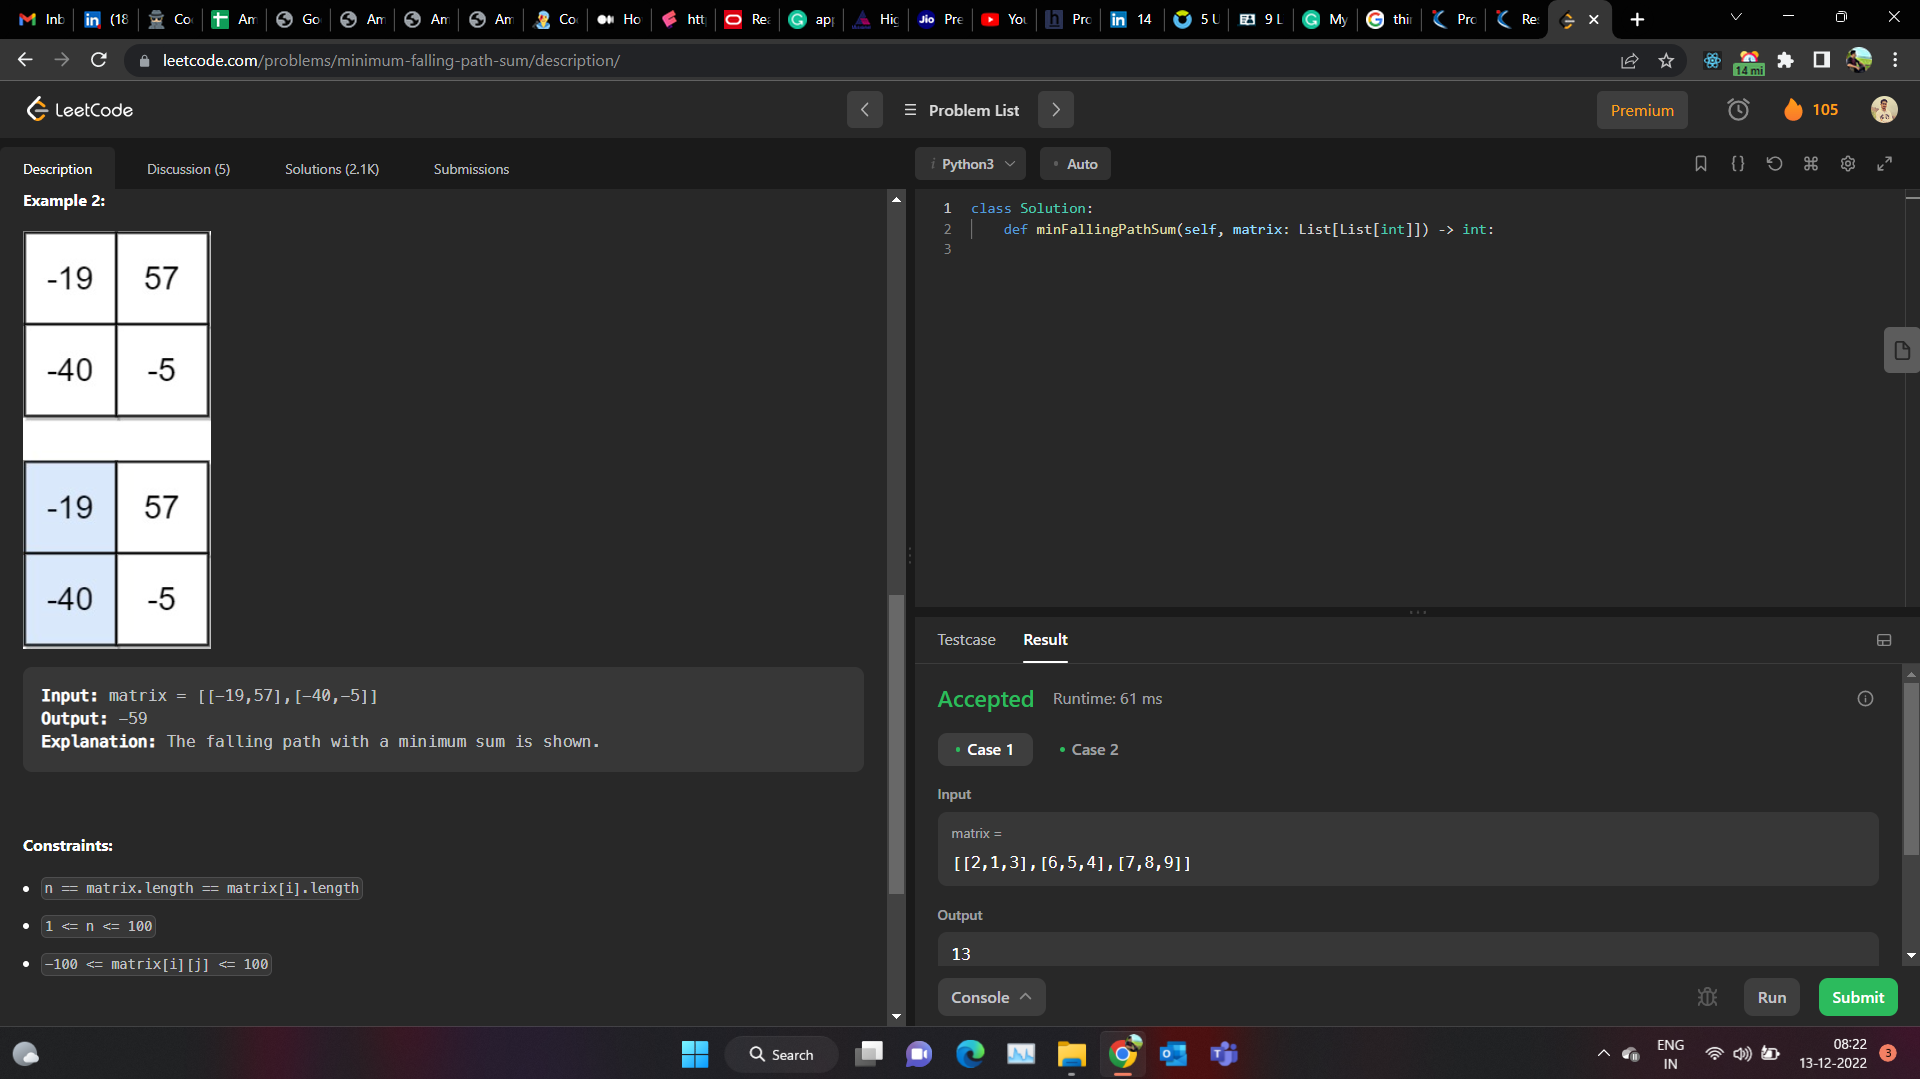 Inb
(18
Co
Am
Go
Am
Am
Am
Co
Ho
htt
Re
app
Hig
Jio
Pre
You
Pro
14
5 U
9 L
My
thi
Pro
Re
leetcode.com/problems/minimum-falling-path-sum/description/
14 mi
LeetCode
Problem List
Premium
105
Description
Discussion (5)
Solutions (2.1K)
Submissions
i Python3
Auto
Example 2:
-19 57
-40 -5
-19 57
-40 -5
Input: matrix = [[-19,57],[-40,-5]]
Output: -59
Explanation: The falling path with a minimum sum is shown.
Constraints:
n == matrix.length == matrix[i].length
1 <= n <= 100
-100 <= matrix[i][j] <= 100
1 class Solution:
2 def minFallingPathSum(self, matrix: List[List[int]]) -> int:
3
Testcase
Result
Accepted
Runtime: 61 ms
Case 1
Case 2
Input
matrix =
[[2,1,3],[6,5,4],[7,8,9]]
Output
13
Console
Run
Submit
Search
ENG
IN
08:22
13-12-2022
3